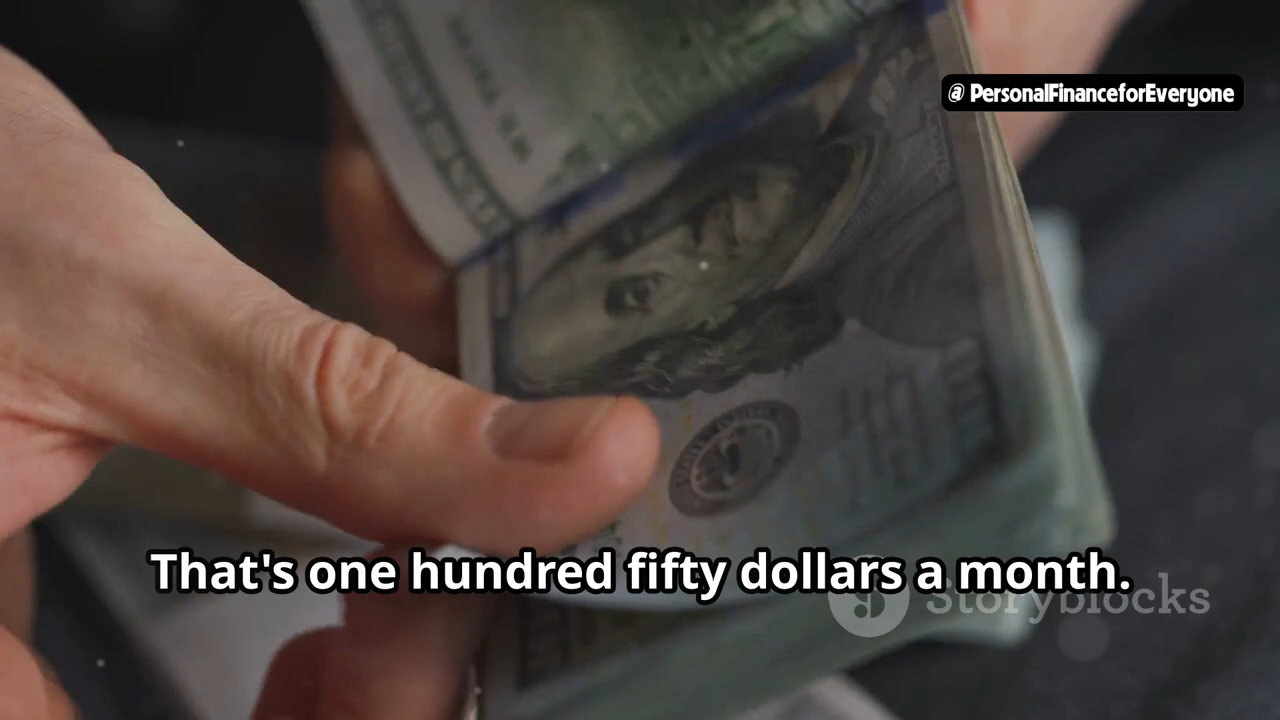 @ PersonalFinanceforEveryone
That's one hundred fifty dollars a month.
Storyblocks